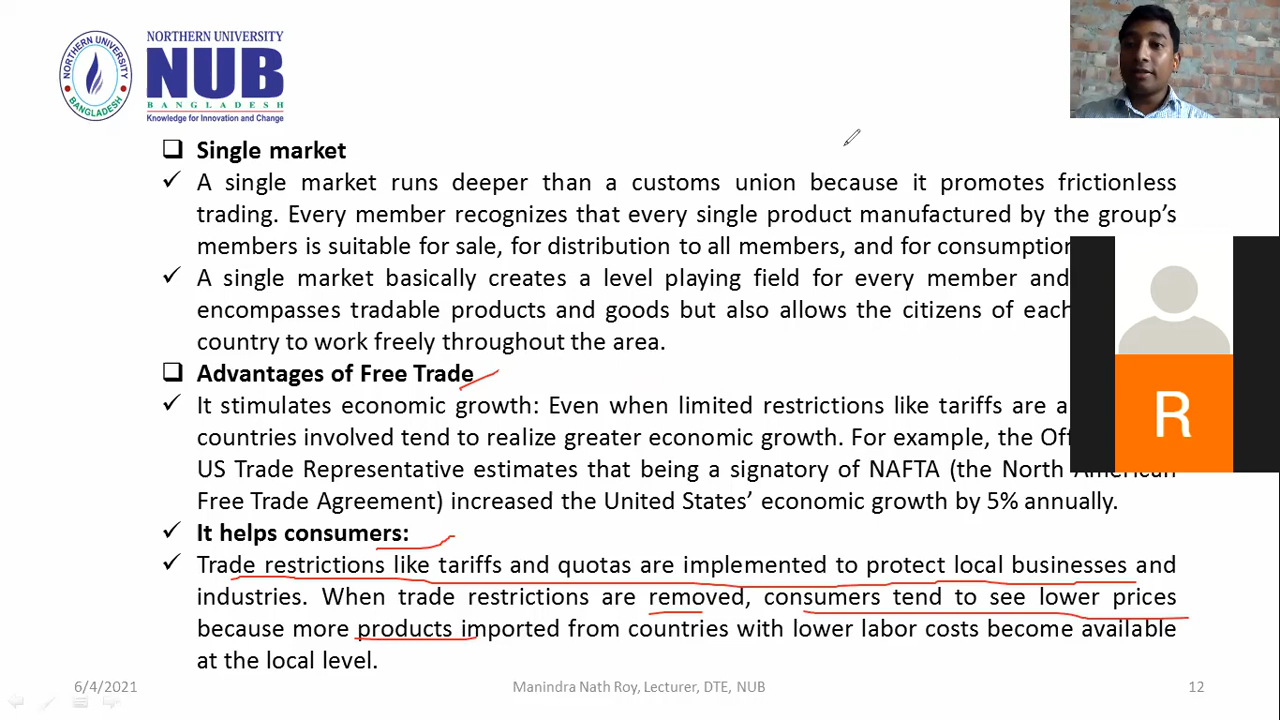 NORTHERN UNIVERSITY
NUB
BANGLADESH
Knowledge for Innovation and Change
NORTHERN UNIVERSITY
BANGLADESH
Single market
A single market runs deeper than a customs union because it promotes frictionless
trading. Every member recognizes that every single product manufactured by the group's
members is suitable for sale, for distribution to all members, and for consumption
A single market basically creates a level playing field for every member and
encompasses tradable products and goods but also allows the citizens of each
country to work freely throughout the area.
Advantages of Free Trade
It stimulates economic growth: Even when limited restrictions like tariffs are a
countries involved tend to realize greater economic growth. For example, the Of
US Trade Representative estimates that being a signatory of NAFTA (the North American
Free Trade Agreement) increased the United States' economic growth by 5% annually.
It helps consumers:
Trade restrictions like tariffs and quotas are implemented to protect local businesses and
industries. When trade restrictions are removed, consumers tend to see lower prices
because more products imported from countries with lower labor costs become available
at the local level.
R
6/4/2021
Manindra Nath Roy, Lecturer, DTE, NUB
12